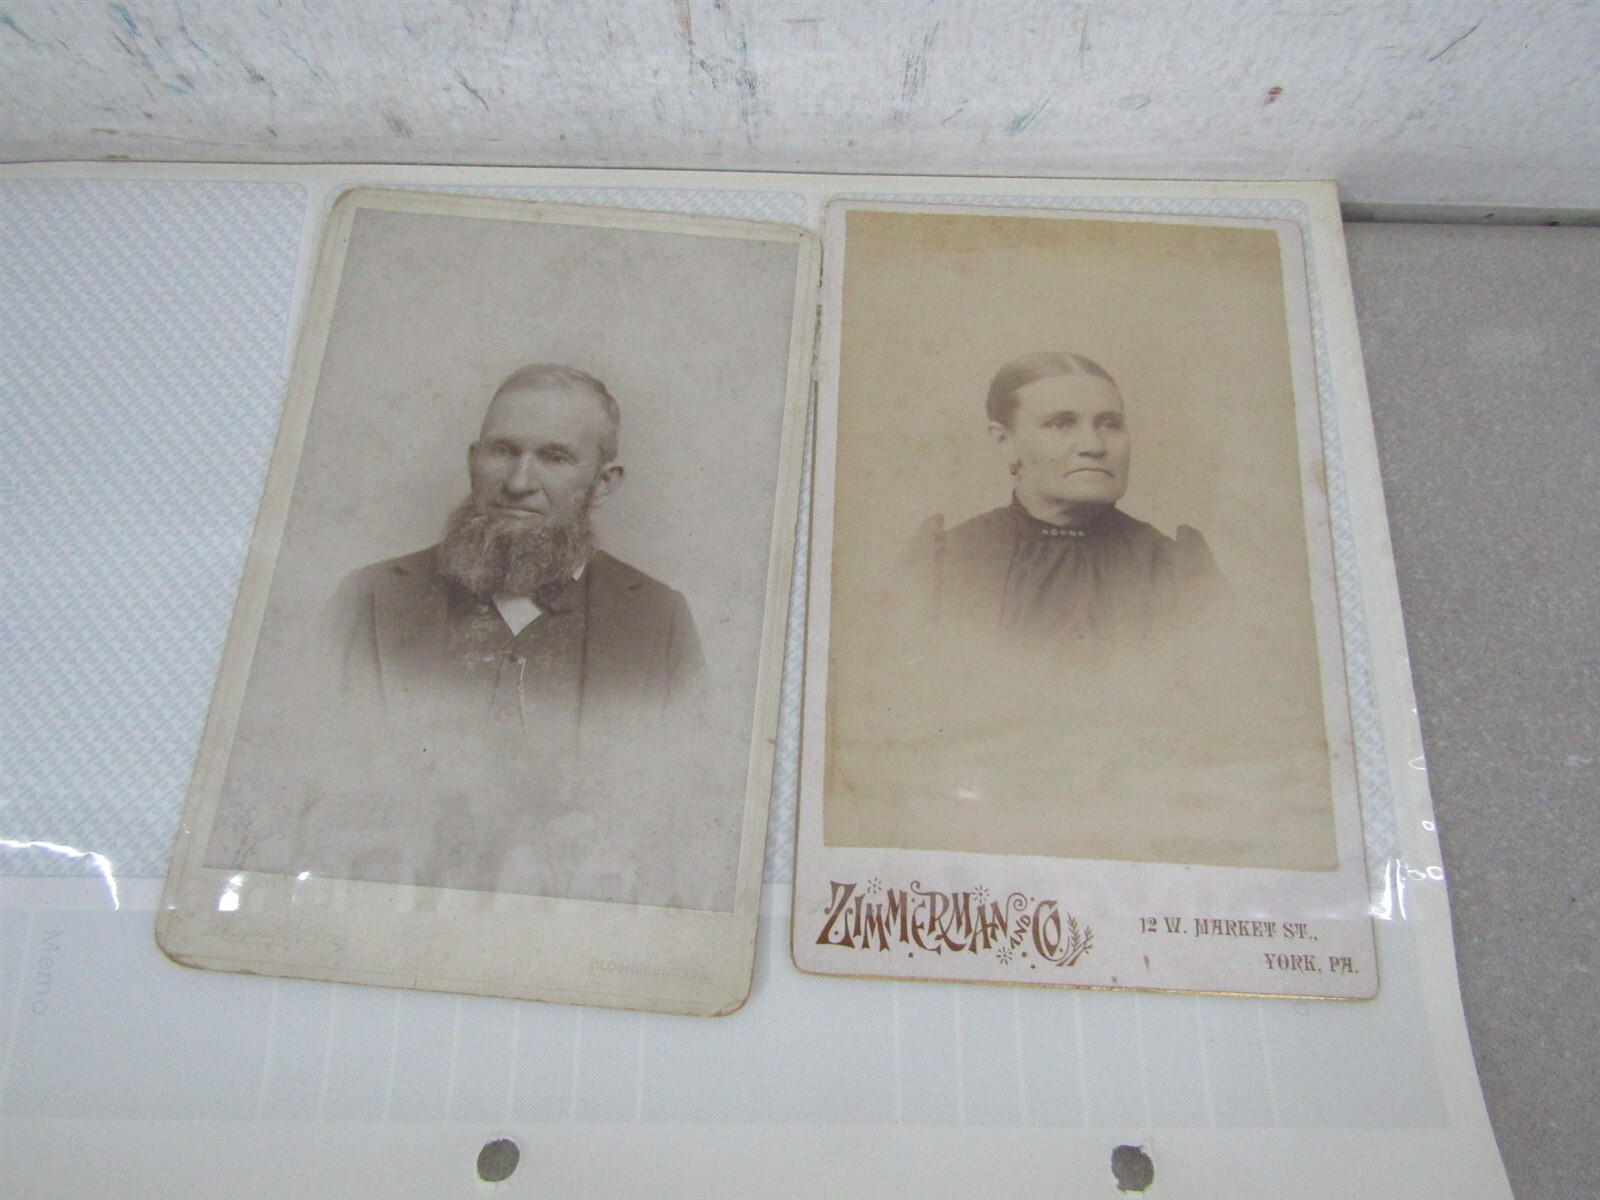 ZIMMERMAN AND CO.
12 W. MARKET ST.,
YORK, PA.
Memo